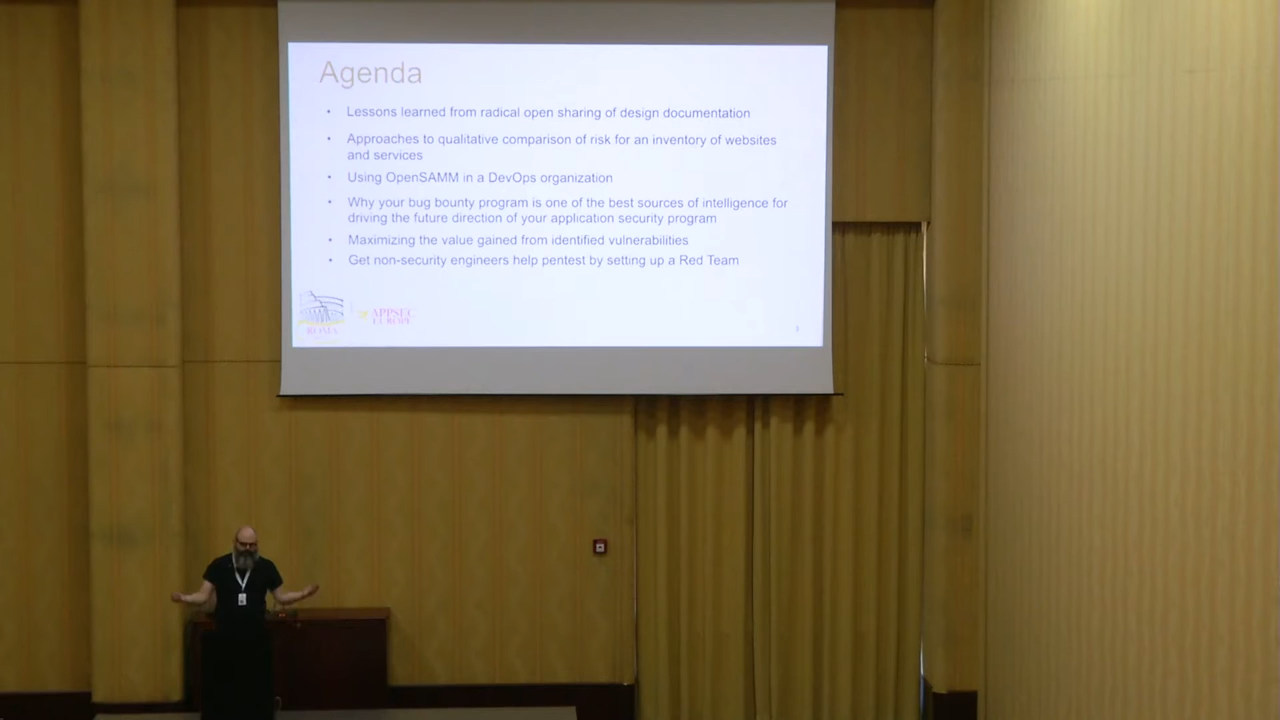 Agenda
• Lessons learned from radical open sharing of design documentation
• Approaches to qualitative comparison of risk for an inventory of websites
and services
• Using OpenSAMM in a DevOps organization
• Why your bug bounty program is one of the best sources of intelligence for
driving the future direction of your application security program
• Maximizing the value gained from identified vulnerabilities
• Get non-security engineers help pentest by setting up a Red Team
ROMA
APPSEC
EUROPE